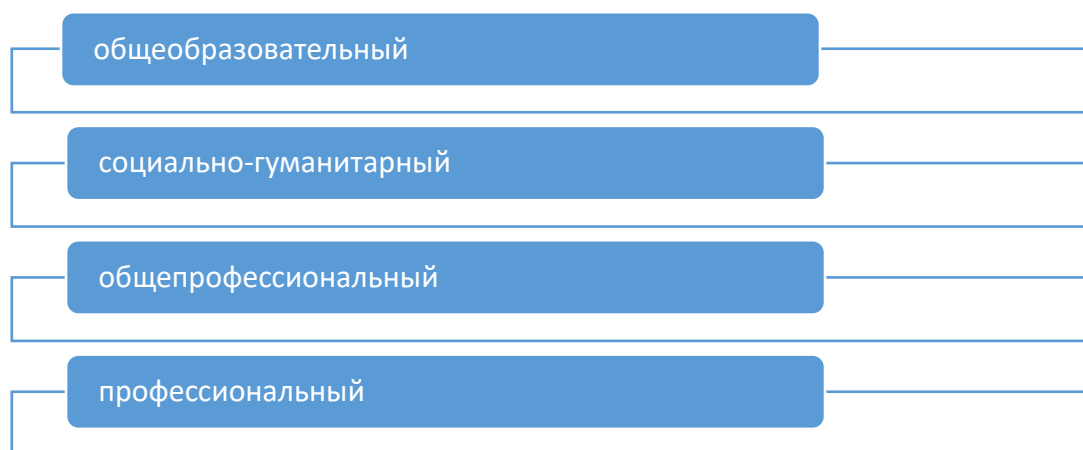 общеобразовательный
социально-гуманитарный
общепрофессиональный
профессиональный